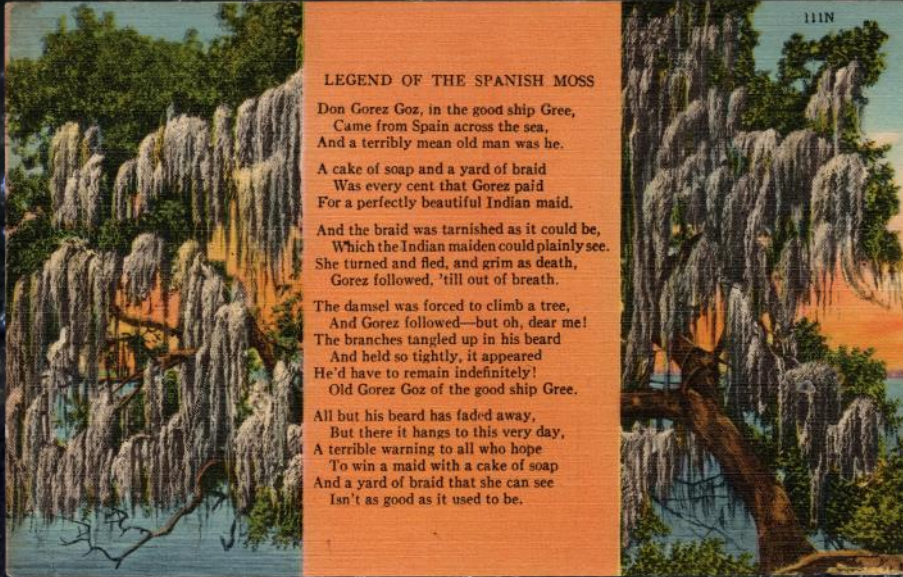 111N
LEGEND OF THE SPANISH MOSS
Don Gorez Goz, in the good ship Gree,
Came from Spain across the sea,
And a terribly mean old man was he.
A cake of soap and a yard of braid
Was every cent that Gorez paid
For a perfectly beautiful Indian maid.
And the braid was tarnished as it could be,
Which the Indian maiden could plainly see.
She turned and fled, and grim as death,
Gorez followed, 'till out of breath.
The damsel was forced to climb a tree,
And Gorez followed—but oh, dear me!
The branches tangled up in his beard
And held so tightly, it appeared
He'd have to remain indefinitely!
Old Gorez Goz of the good ship Gree.
All but his beard has faded away,
But there it hangs to this very day,
A terrible warning to all who hope
To win a maid with a cake of soap
And a yard of braid that she can see
Isn't as good as it used to be.